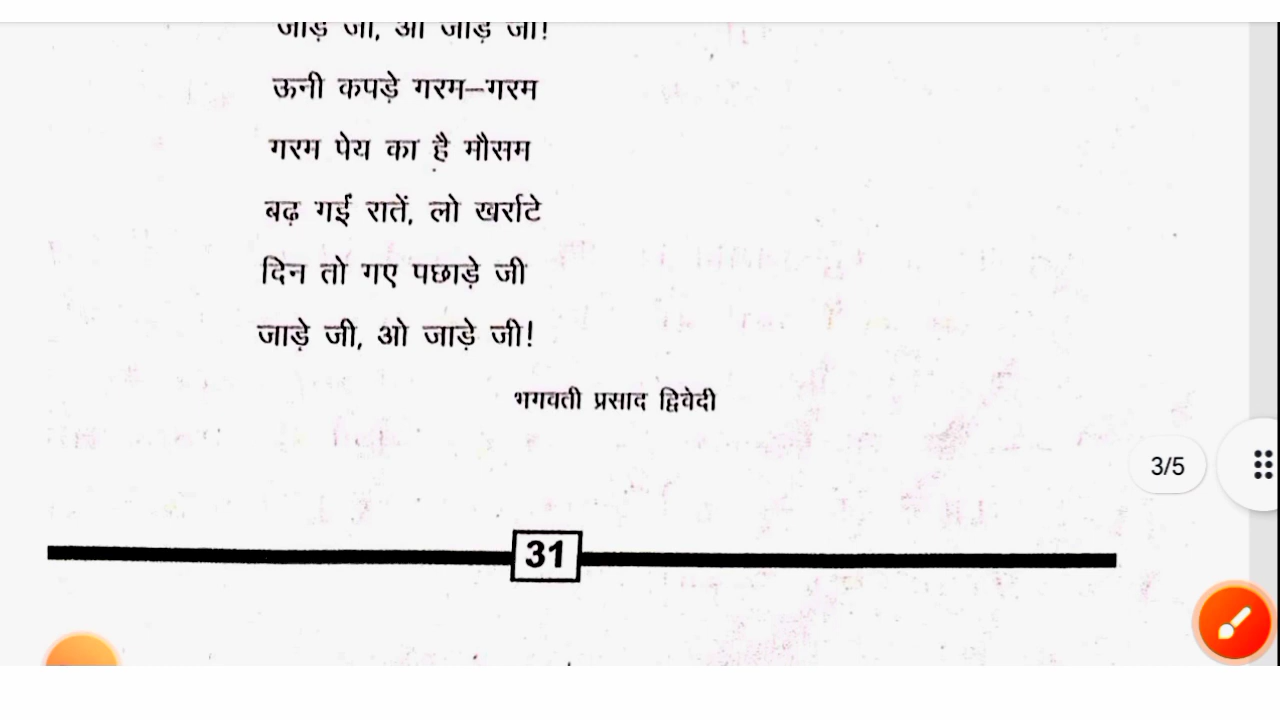 जाड़े जी, ओ जाड़े जी!
ऊनी कपड़े गरम–गरम
गरम पेय का है मौसम
बढ़ गईं रातें, लो खर्राटे
दिन तो गए पछाड़े जी
जाड़े जी, ओ जाड़े जी!
भगवती प्रसाद द्विवेदी
3/5
31